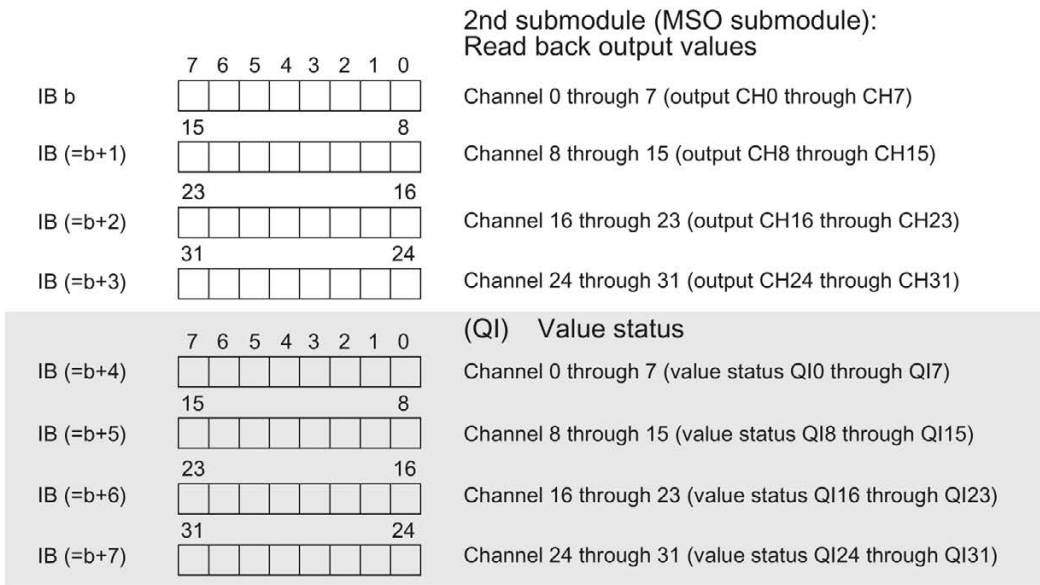 2nd submodule (MSO submodule):
Read back output values
7 6 5 4 3 2 1 0
IB b Channel 0 through 7 (output CH0 through CH7)
15 8
IB (=b+1) Channel 8 through 15 (output CH8 through CH15)
23 16
IB (=b+2) Channel 16 through 23 (output CH16 through CH23)
31 24
IB (=b+3) Channel 24 through 31 (output CH24 through CH31)
(QI) Value status
7 6 5 4 3 2 1 0
IB (=b+4) Channel 0 through 7 (value status QI0 through QI7)
15 8
IB (=b+5) Channel 8 through 15 (value status QI8 through QI15)
23 16
IB (=b+6) Channel 16 through 23 (value status QI16 through QI23)
31 24
IB (=b+7) Channel 24 through 31 (value status QI24 through QI31)